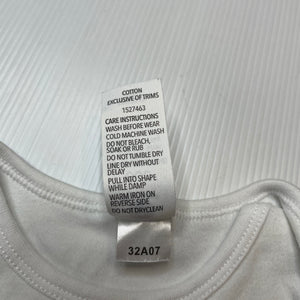 COTTON
EXCLUSIVE OF TRIMS
1527463
CARE INSTRUCTIONS
WASH BEFORE WEAR
COLD MACHINE WASH
DO NOT BLEACH,
SOAK OR RUB
DO NOT TUMBLE DRY
LINE DRY WITHOUT
DELAY
PULL INTO SHAPE
WHILE DAMP
WARM IRON ON
REVERSE SIDE
DO NOT DRYCLEAN
32A07